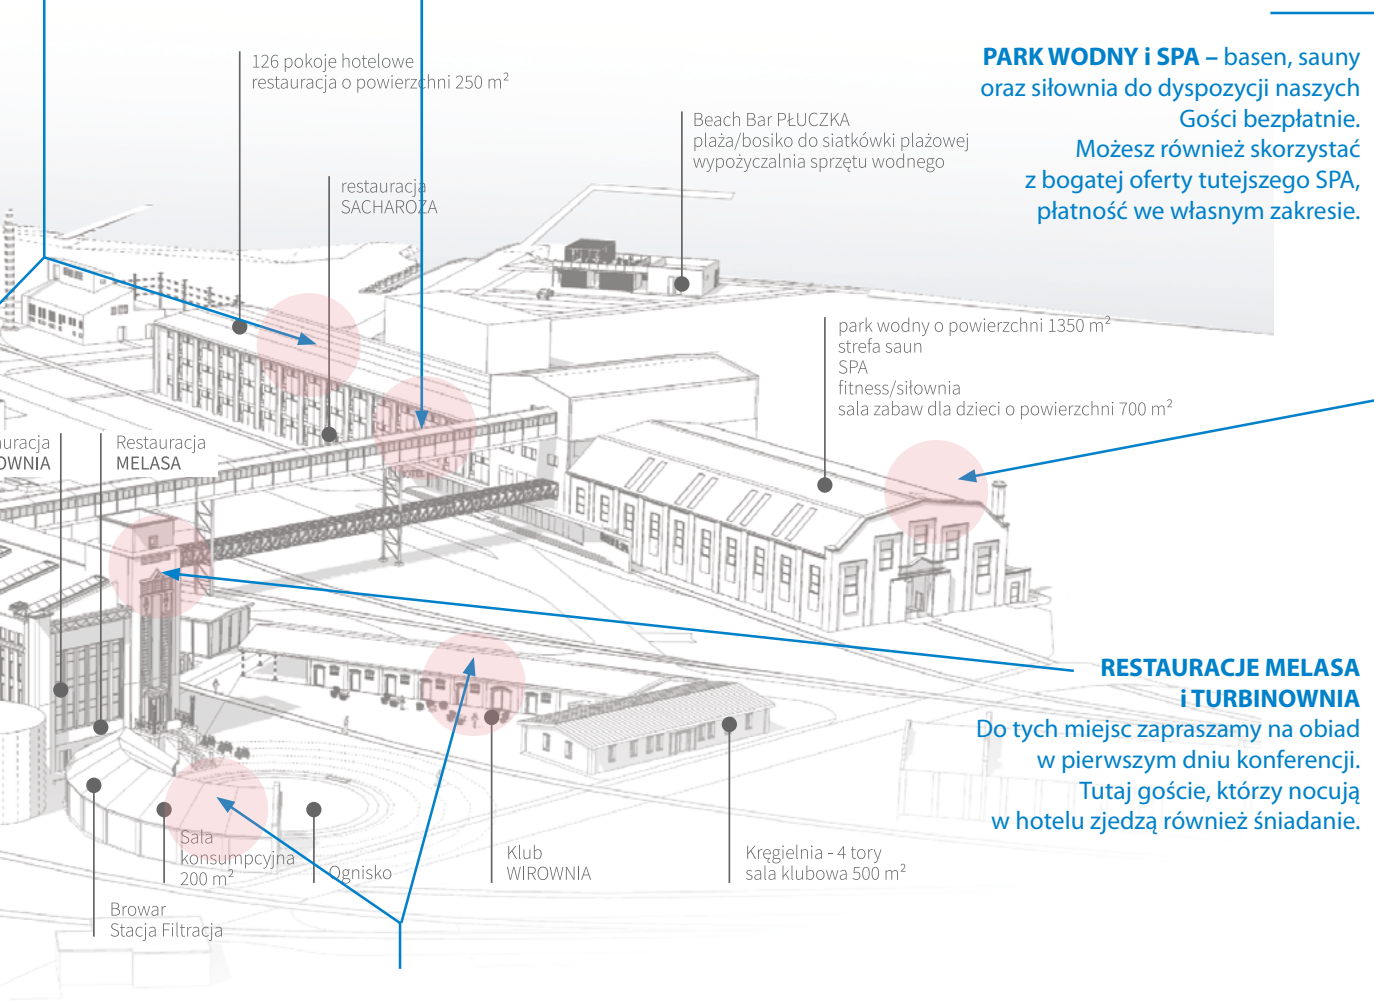 126 pokoje hotelowe
restauracja o powierzchni 250 m²
PARK WODNY i SPA – basen, sauny
oraz siłownia do dyspozycji naszych
Gości bezpłatnie.
Możesz również skorzystać
z bogatej oferty tutejszego SPA,
płatność we własnym zakresie.
Beach Bar PŁUCZKA
plaża/bosiko do siatkówki plażowej
wypożyczalnia sprzętu wodnego
restauracja
SACHAROZA
park wodny o powierzchni 1350 m²
strefa saun
SPA
fitness/siłownia
sala zabaw dla dzieci o powierzchni 700 m²
uracja
OWNIA
Restauracja
MELASA
RESTAURACJE MELASA
i TURBINOWNIA
Do tych miejsc zapraszamy na obiad
w pierwszym dniu konferencji.
Tutaj goście, którzy nocują
w hotelu zjedzą również śniadanie.
Sala
konsumpcyjna
200 m²
Ognisko
Klub
WIROWNIA
Kręgielnia - 4 tory
sala klubowa 500 m²
Browar
Stacja Filtracja